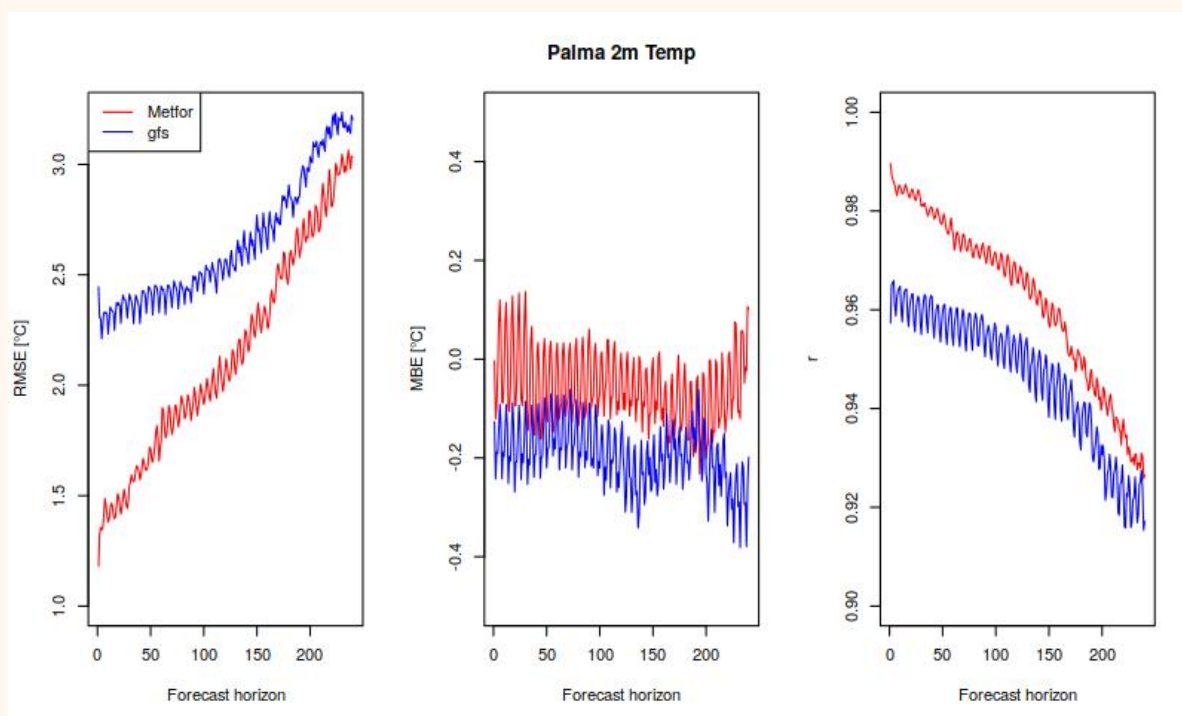 Palma 2m Temp
Metfor
gfs
RMSE [°C]
3.0
2.5
2.0
1.5
1.0
0 50 100 150 200
Forecast horizon
MBE [°C]
0.4
0.2
0.0
-0.2
-0.4
0 50 100 150 200
Forecast horizon
r
1.00
0.98
0.96
0.94
0.92
0.90
0 50 100 150 200
Forecast horizon